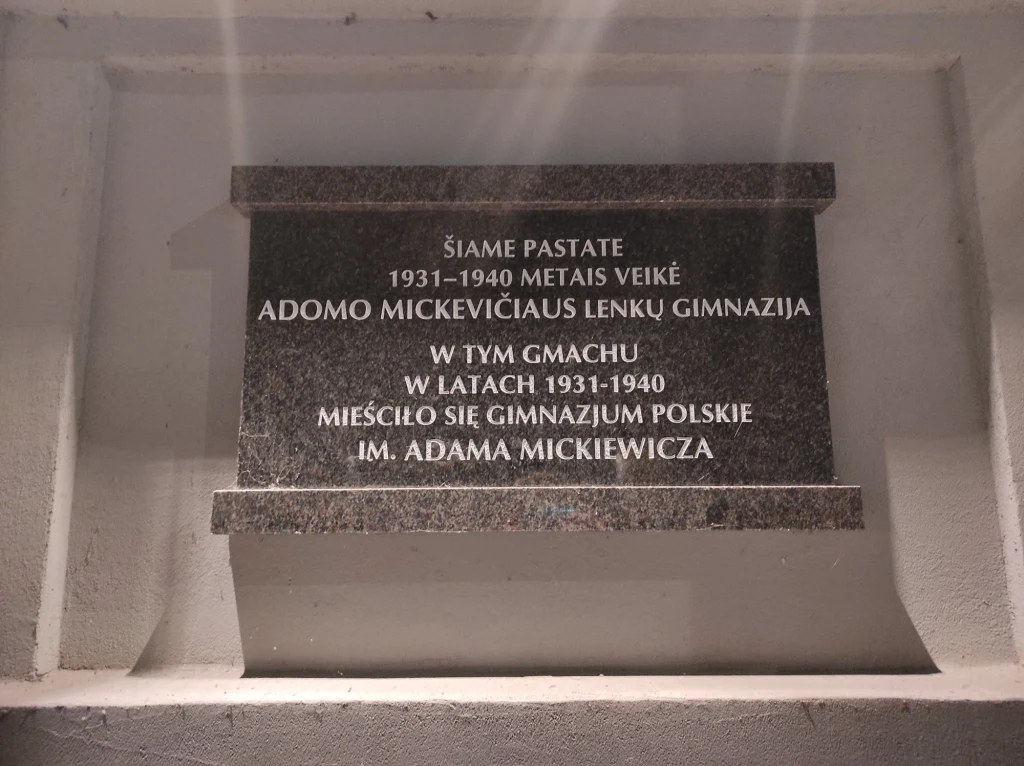 ŠIAME PASTATE
1931–1940 METAIS VEIKĖ
ADOMO MICKEVIČIAUS LENKŲ GIMNAZIJA
W TYM GMACHU
W LATACH 1931-1940
MIEŚCIŁO SIĘ GIMNAZJUM POLSKIE
IM. ADAMA MICKIEWICZA